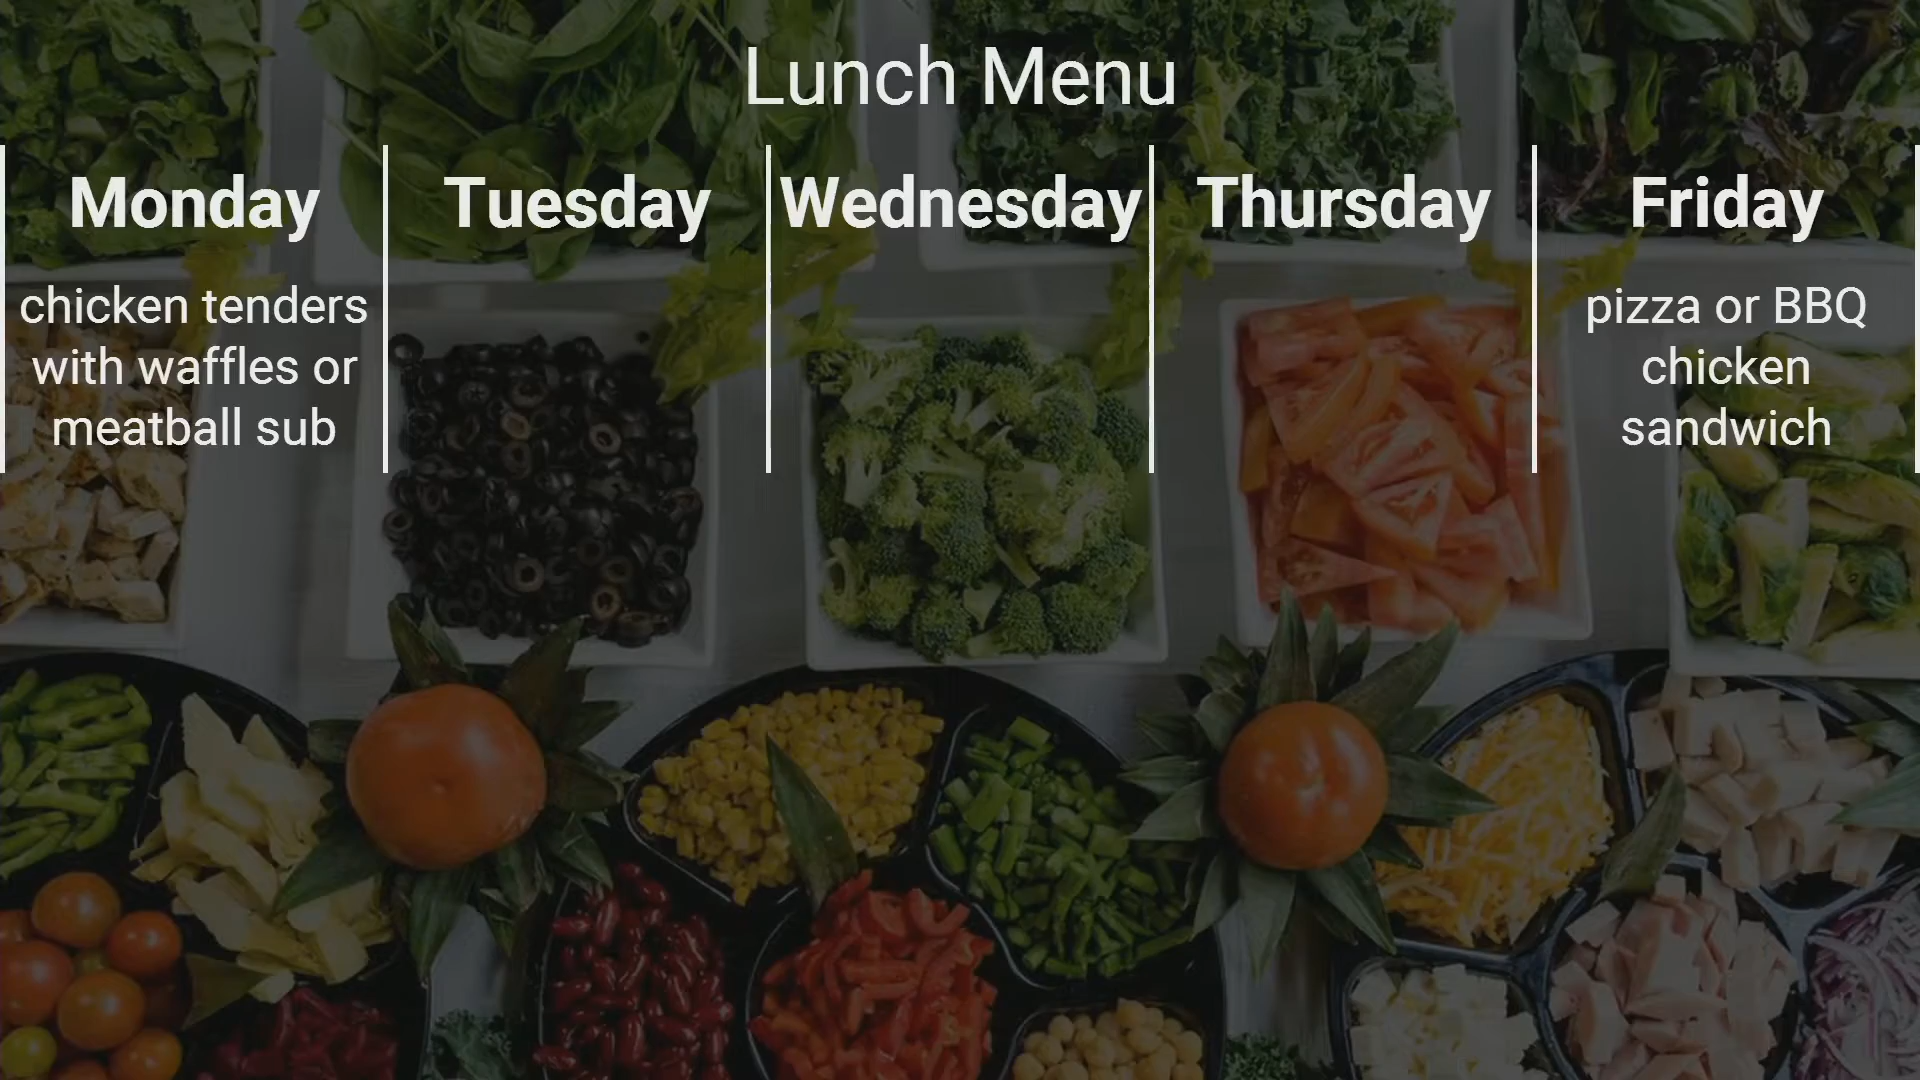 Lunch Menu
Monday
chicken tenders
with waffles or
meatball sub
Tuesday
Wednesday
Thursday
Friday
pizza or BBQ
chicken
sandwich